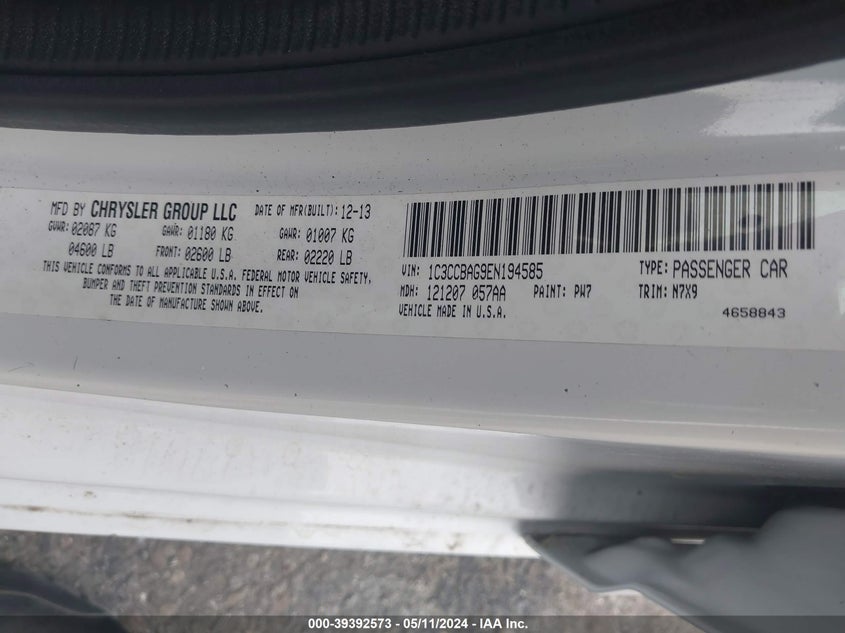 MFD BY CHRYSLER GROUP LLC DATE OF MFR(BUILT): 12-13
GVWR: 02087 KG GAWR: 01180 KG GAWR: 01007 KG
04600 LB FRONT: 02600 LB REAR: 02220 LB
THIS VEHICLE CONFORMS TO ALL APPLICABLE U.S.A. FEDERAL MOTOR VEHICLE SAFETY,
BUMPER AND THEFT PREVENTION STANDARDS IN EFFECT ON
THE DATE OF MANUFACTURE SHOWN ABOVE.
VIN: 1C3CCBAG9EN194585 TYPE: PASSENGER CAR
MDH: 121207 057AA PAINT: PW7 TRIM: N7X9
VEHICLE MADE IN U.S.A. 4658843
000-39392573 - 05/11/2024 - IAA Inc.